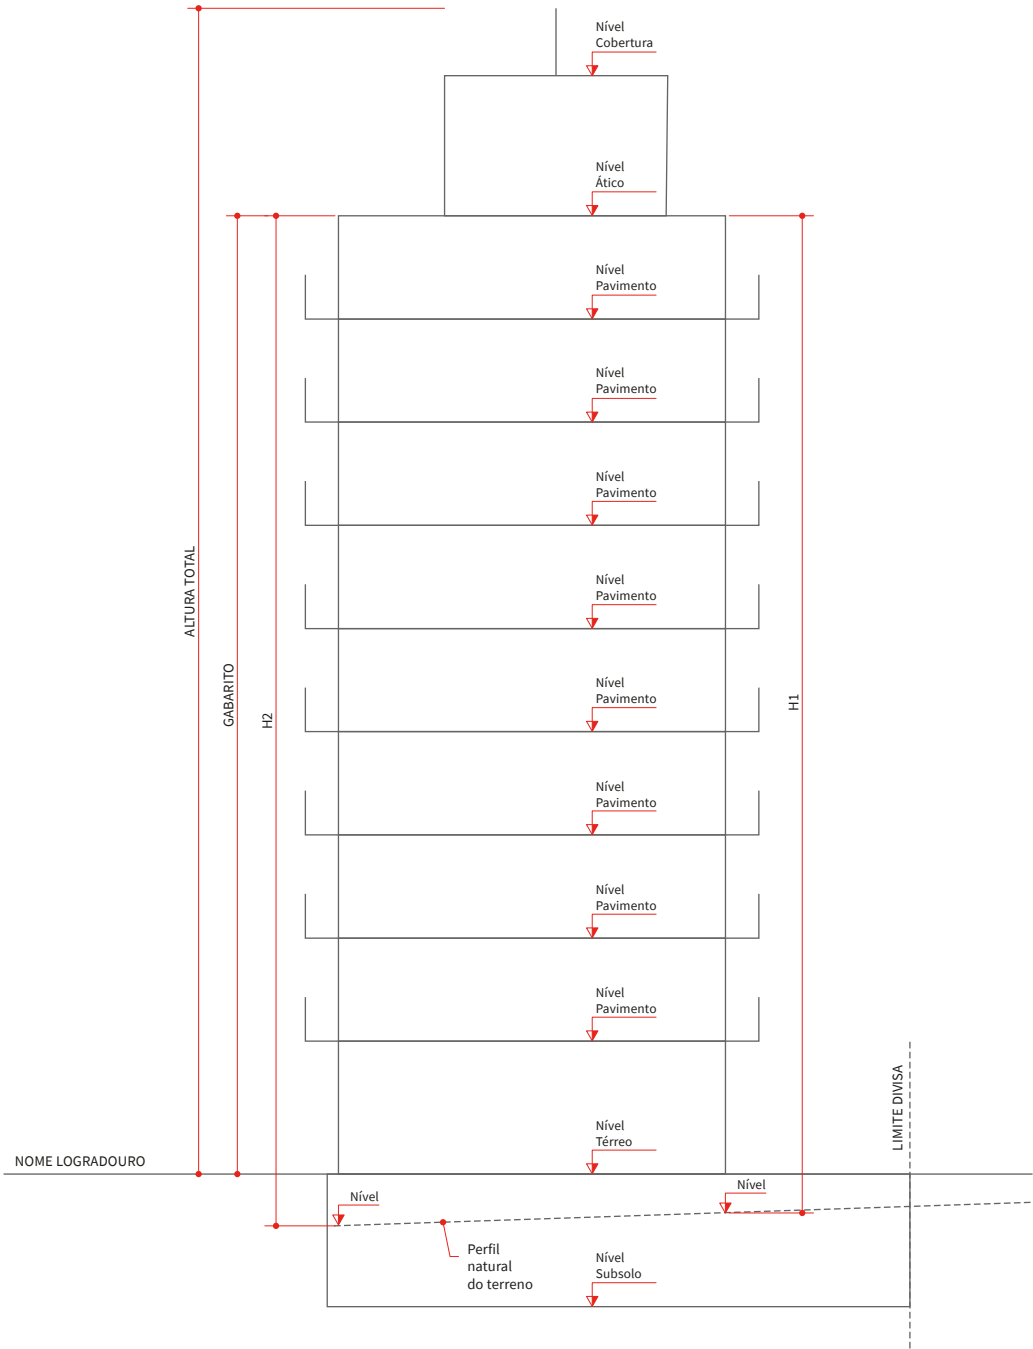 Nível
Cobertura
Nível
Ático
Nível
Pavimento
Nível
Pavimento
Nível
Pavimento
Nível
Pavimento
Nível
Pavimento
Nível
Pavimento
Nível
Pavimento
Nível
Pavimento
ALTURA TOTAL
GABARITO
H2
H1
LIMITE DIVISA
Nível
Térreo
NOME LOGRADOURO
Nível
Nível
Perfil
natural
do terreno
Nível
Subsolo